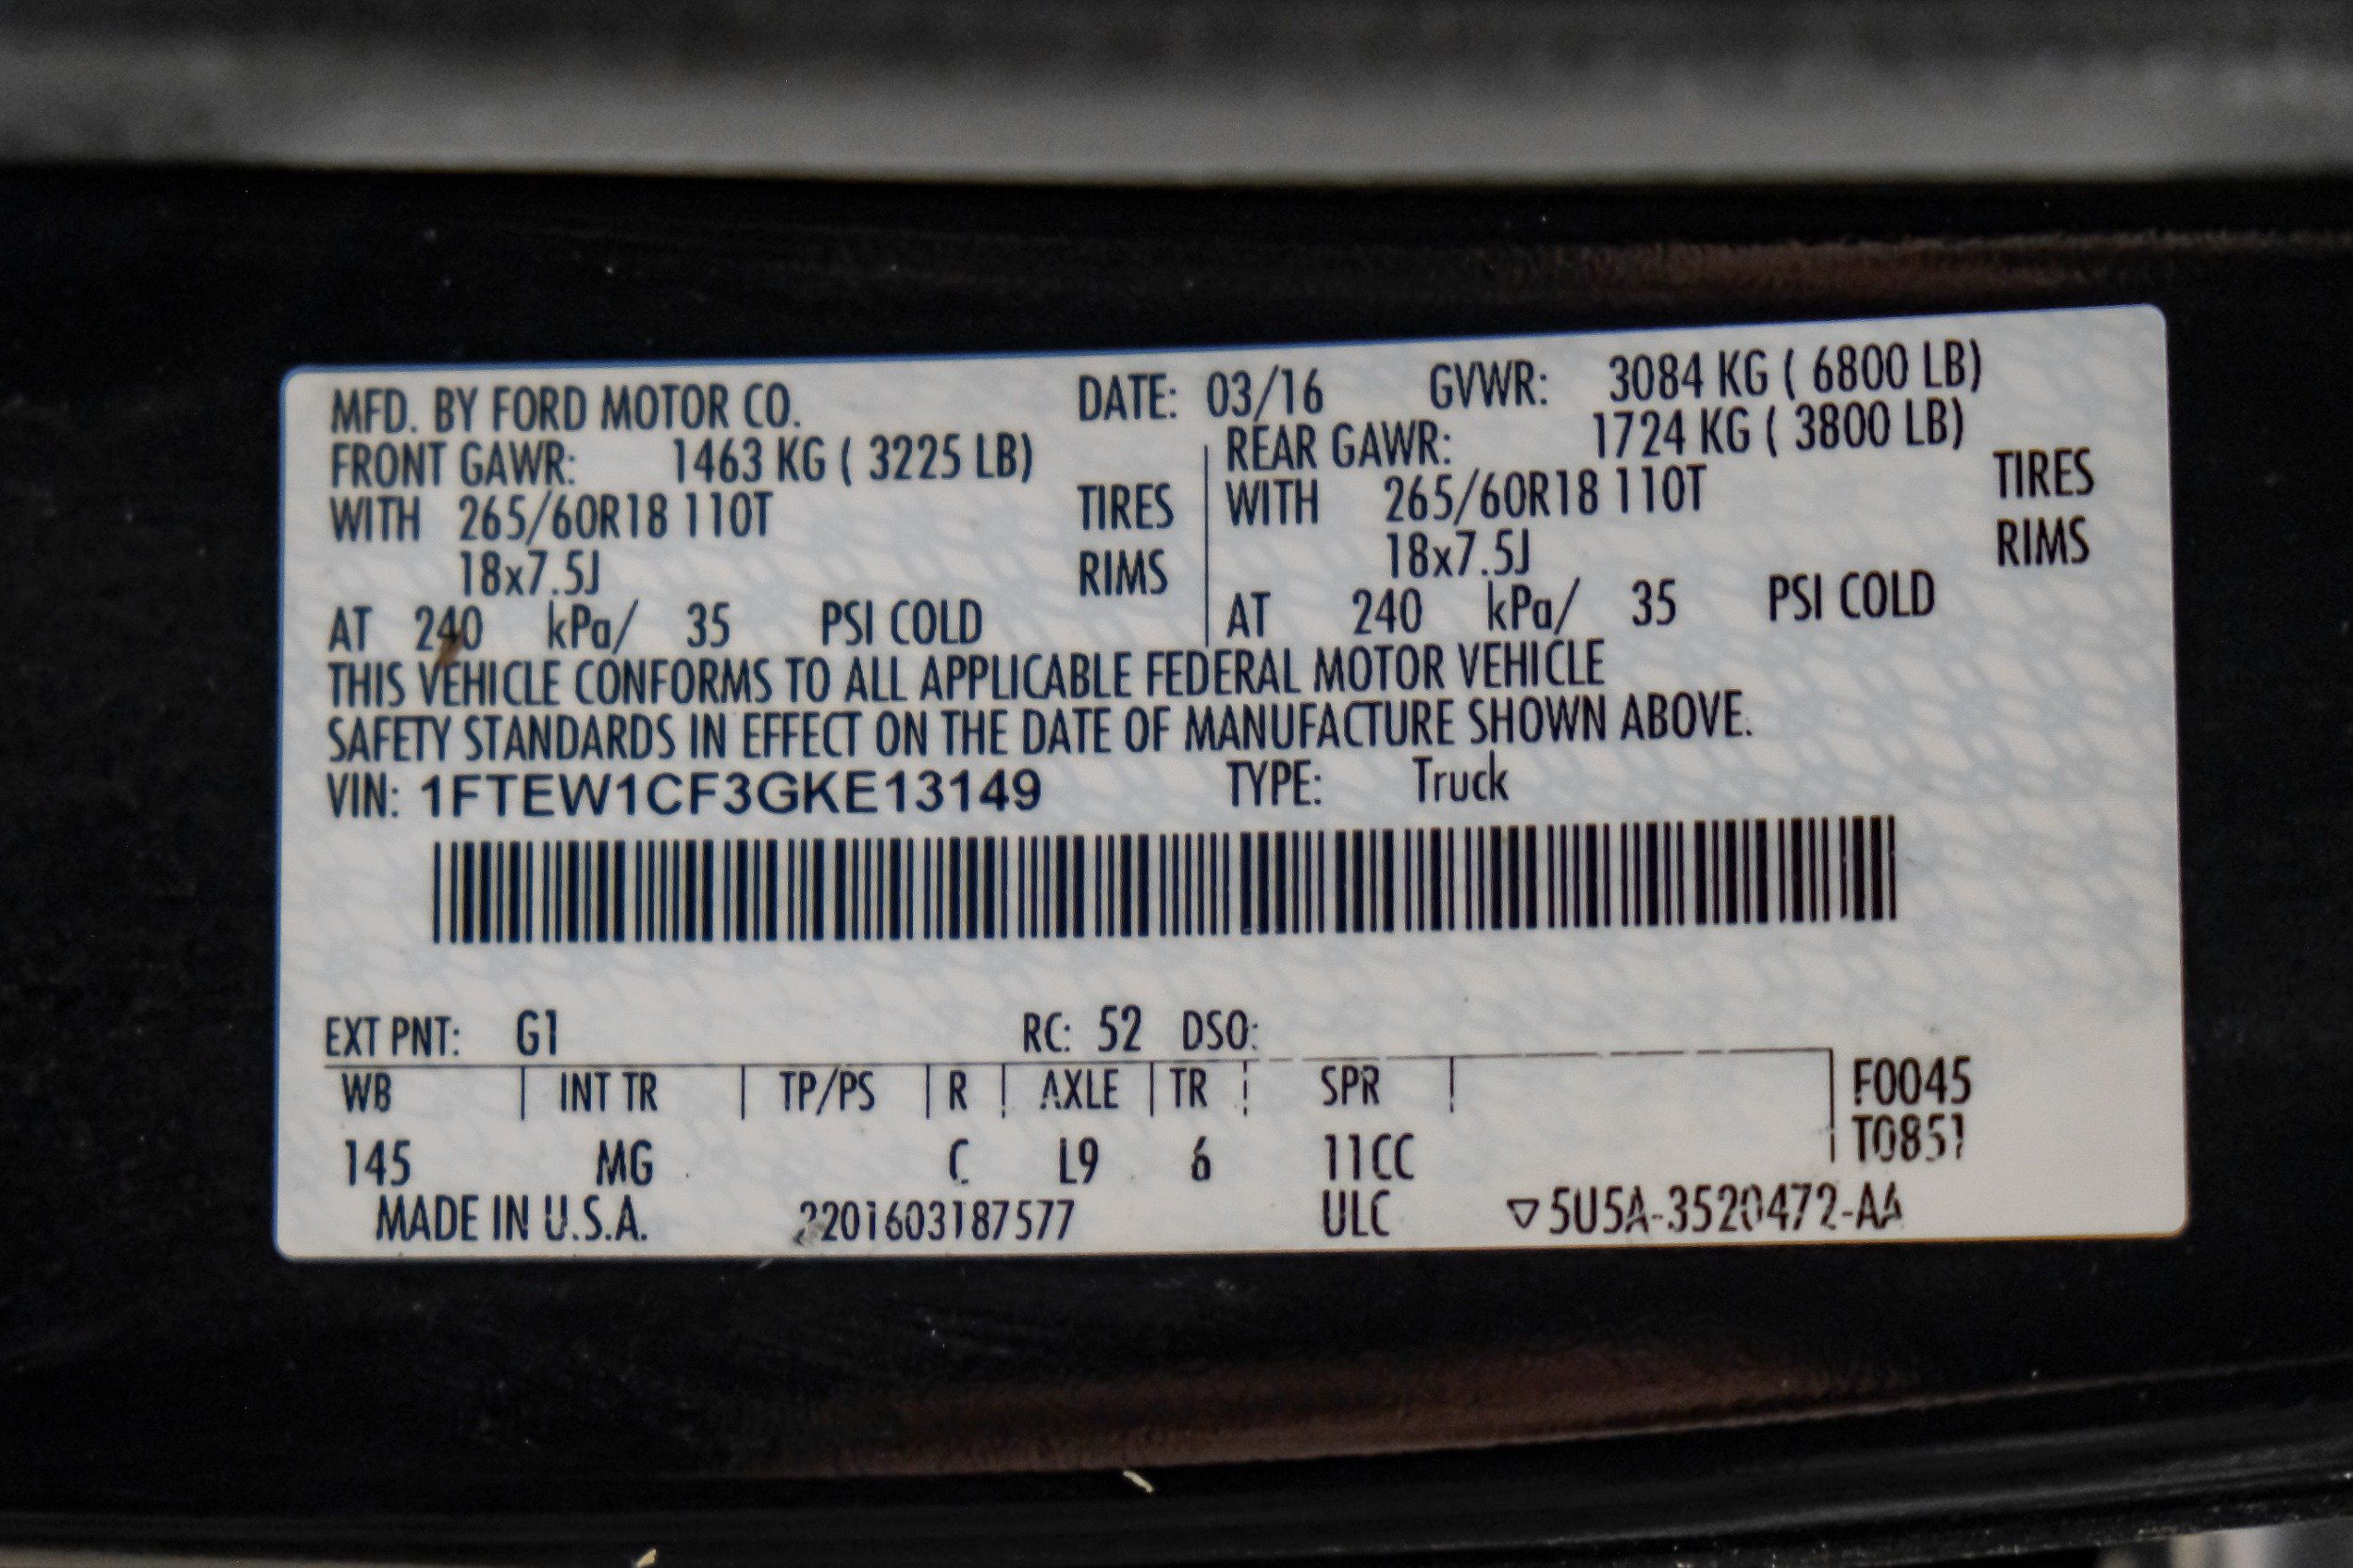 MFD. BY FORD MOTOR CO. DATE: 03/16 GVWR: 3084 KG ( 6800 LB)
FRONT GAWR: 1463 KG ( 3225 LB) REAR GAWR: 1724 KG ( 3800 LB)
WITH 265/60R18 110T TIRES WITH 265/60R18 110T TIRES
18x7.5J RIMS 18x7.5J RIMS
AT 240 kPa/ 35 PSI COLD AT 240 kPa/ 35 PSI COLD
THIS VEHICLE CONFORMS TO ALL APPLICABLE FEDERAL MOTOR VEHICLE
SAFETY STANDARDS IN EFFECT ON THE DATE OF MANUFACTURE SHOWN ABOVE.
VIN: 1FTEW1CF3GKE13149 TYPE: Truck
EXT PNT: G1 RC: 52 DSO:
WB INT TR TP/PS R AXLE TR SPR F0045
T0851
145 MG C L9 6 11CC
MADE IN U.S.A. 2201603187577 ULC ▽5U5A-3520472-AA